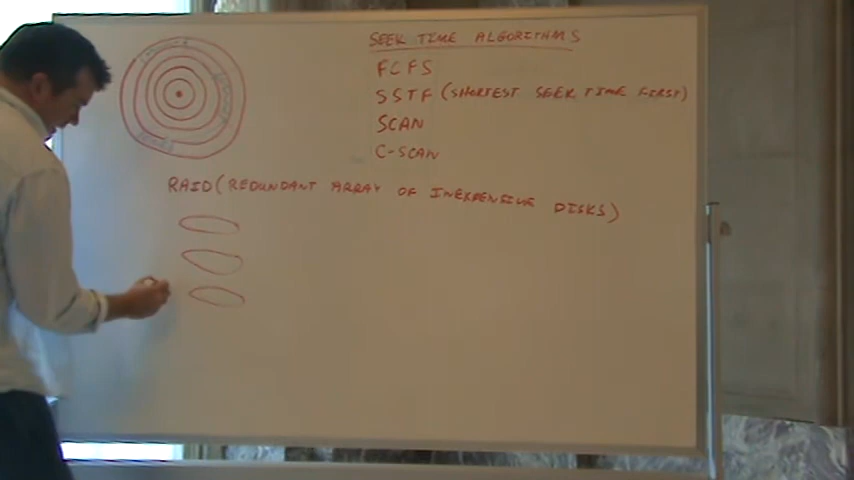 SEEK TIME ALGORITHMS
FCFS
SSTF (SHORTEST SEEK TIME FIRST)
SCAN
C-SCAN
RAID (REDUNDANT ARRAY OF INEXPENSIVE DISKS)